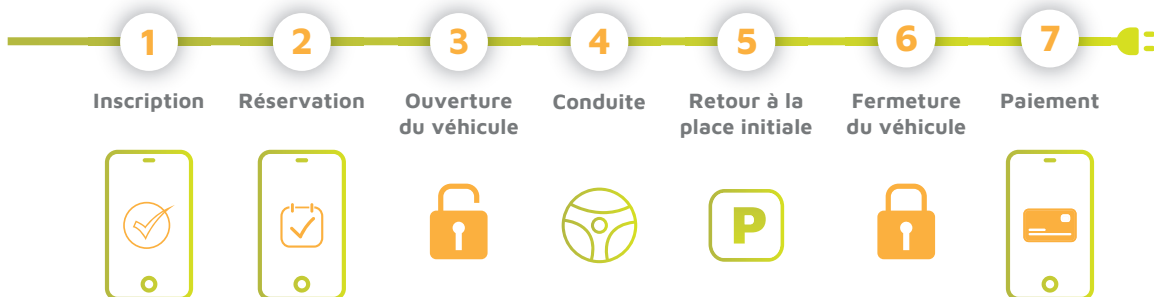 1 2 3 4 5 6 7
Inscription
Réservation
Ouverture
du véhicule
Conduite
Retour à la
place initiale
Fermeture
du véhicule
Paiement
P